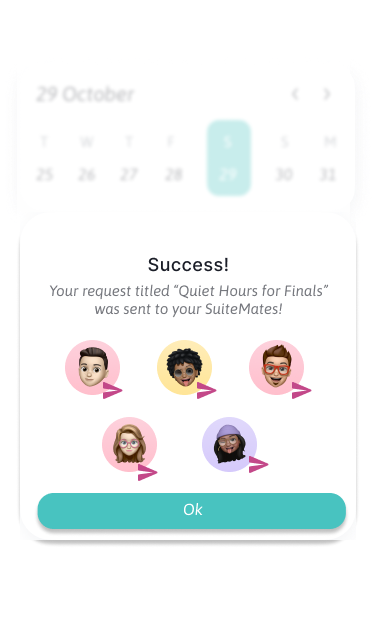 29 October
T W T F S S M
25 26 27 28 29 30 31
Success!
Your request titled “Quiet Hours for Finals”
was sent to your SuiteMates!
Ok